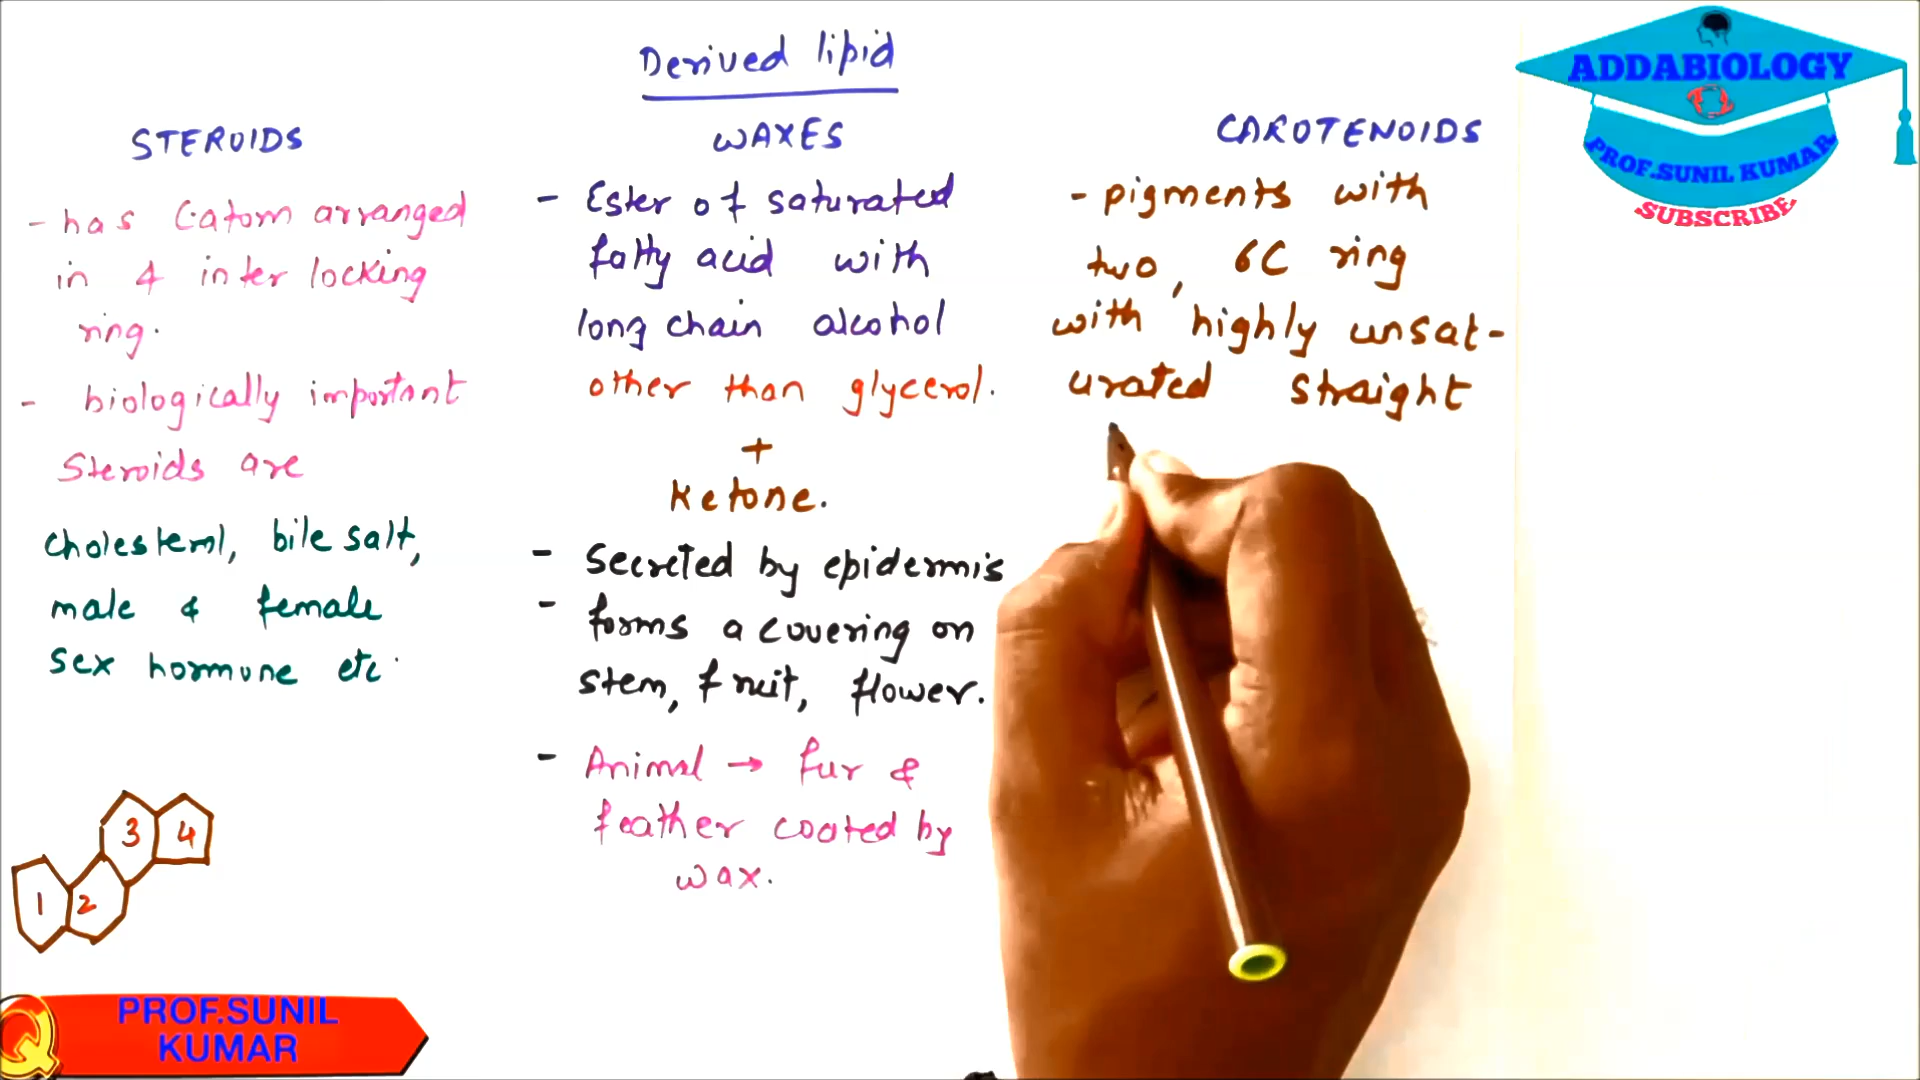 Derived lipid
STEROIDS
- has C-atom arranged
in 4 inter locking
ring.
- biologically important
Steroids are
cholesterol, bile salt,
male & female
sex hormone etc.
1 2 3 4
WAXES
- Ester of saturated
fatty acid with
long chain alcohol
other than glycerol.
+
Ketone.
- Secreted by epidermis
- forms a covering on
stem, fruit, flower.
- Animal → fur &
feather coated by
wax.
CAROTENOIDS
- pigments with
two, 6C ring
with highly unsat-
urated straight
ADDABIOLOGY
PROF.SUNIL KUMAR
SUBSCRIBE
PROF.SUNIL
KUMAR